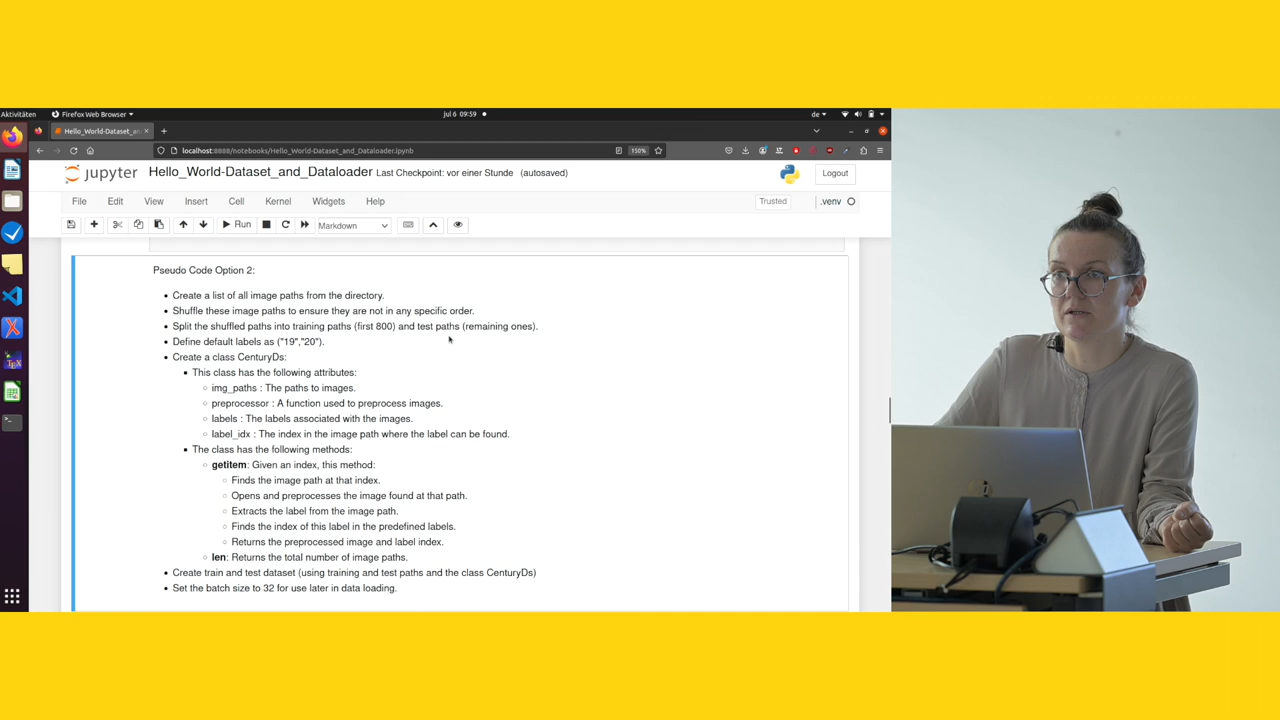 Aktivitäten Firefox Web Browser Jul 6 09:59 de
Hello_World-Dataset_an
localhost:8888/notebooks/Hello_World-Dataset_and_Dataloader.ipynb 150%
jupyter Hello_World-Dataset_and_Dataloader Last Checkpoint: vor einer Stunde (autosaved) Logout
File Edit View Insert Cell Kernel Widgets Help Trusted .venv
Run Markdown
Pseudo Code Option 2:
Create a list of all image paths from the directory.
Shuffle these image paths to ensure they are not in any specific order.
Split the shuffled paths into training paths (first 800) and test paths (remaining ones).
Define default labels as ("19","20").
Create a class CenturyDs:
This class has the following attributes:
img_paths : The paths to images.
preprocessor : A function used to preprocess images.
labels : The labels associated with the images.
label_idx : The index in the image path where the label can be found.
The class has the following methods:
getitem: Given an index, this method:
Finds the image path at that index.
Opens and preprocesses the image found at that path.
Extracts the label from the image path.
Finds the index of this label in the predefined labels.
Returns the preprocessed image and label index.
len: Returns the total number of image paths.
Create train and test dataset (using training and test paths and the class CenturyDs)
Set the batch size to 32 for use later in data loading.